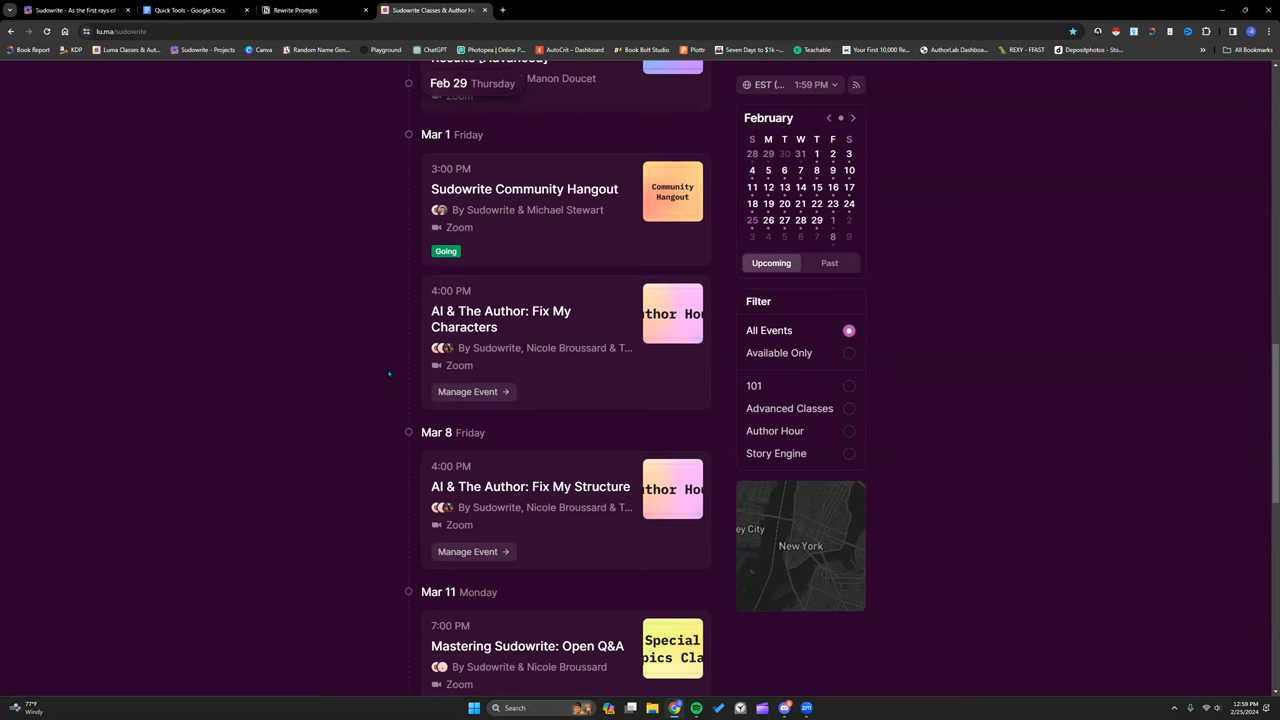 Sudowrite - As the first rays of
Quick Tools - Google Docs
Rewrite Prompts
Sudowrite Classes & Author Ho
lu.ma/sudowrite
Book Report
KDP
Luma Classes & Aut...
Sudowrite - Projects
Canva
Random Name Gen...
Playground
ChatGPT
Photopea | Online P...
AutoCrit – Dashboard
Book Bolt Studio
Plottr
Seven Days to $1k –...
Teachable
Your First 10,000 Re...
AuthorLab Dashboa...
REXY - FFAST
Depositphotos - Sto...
All Bookmarks
Results [Advanced]
Manon Doucet
Feb 29 Thursday
Zoom
Mar 1 Friday
3:00 PM
Sudowrite Community Hangout
By Sudowrite & Michael Stewart
Zoom
Going
Community
Hangout
4:00 PM
AI & The Author: Fix My
Characters
By Sudowrite, Nicole Broussard & T...
Zoom
Manage Event →
uthor Hou
Mar 8 Friday
4:00 PM
AI & The Author: Fix My Structure
By Sudowrite, Nicole Broussard & T...
Zoom
Manage Event →
uthor Hou
Mar 11 Monday
7:00 PM
Mastering Sudowrite: Open Q&A
By Sudowrite & Nicole Broussard
Zoom
Special
pics Cla
EST (... 1:59 PM
February
S M T W T F S
28 29 30 31 1 2 3
4 5 6 7 8 9 10
11 12 13 14 15 16 17
18 19 20 21 22 23 24
25 26 27 28 29 1 2
3 4 5 6 7 8 9
Upcoming Past
Filter
All Events
Available Only
101
Advanced Classes
Author Hour
Story Engine
ey City
New York
77°F
Windy
Search
12:59 PM
2/25/2024